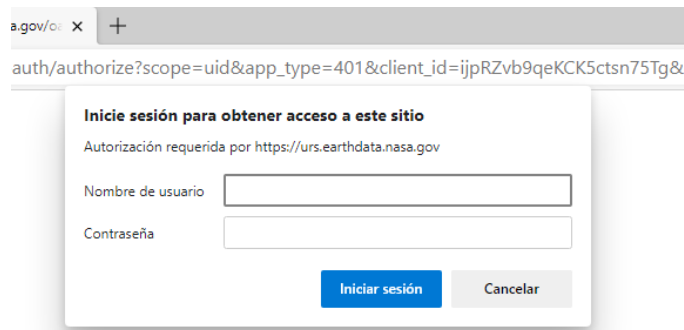 a.gov/oa
auth/authorize?scope=uid&app_type=401&client_id=ijpRZvb9qeKCK5ctsn75Tg&
Inicie sesión para obtener acceso a este sitio
Autorización requerida por https://urs.earthdata.nasa.gov
Nombre de usuario
Contraseña
Iniciar sesión Cancelar